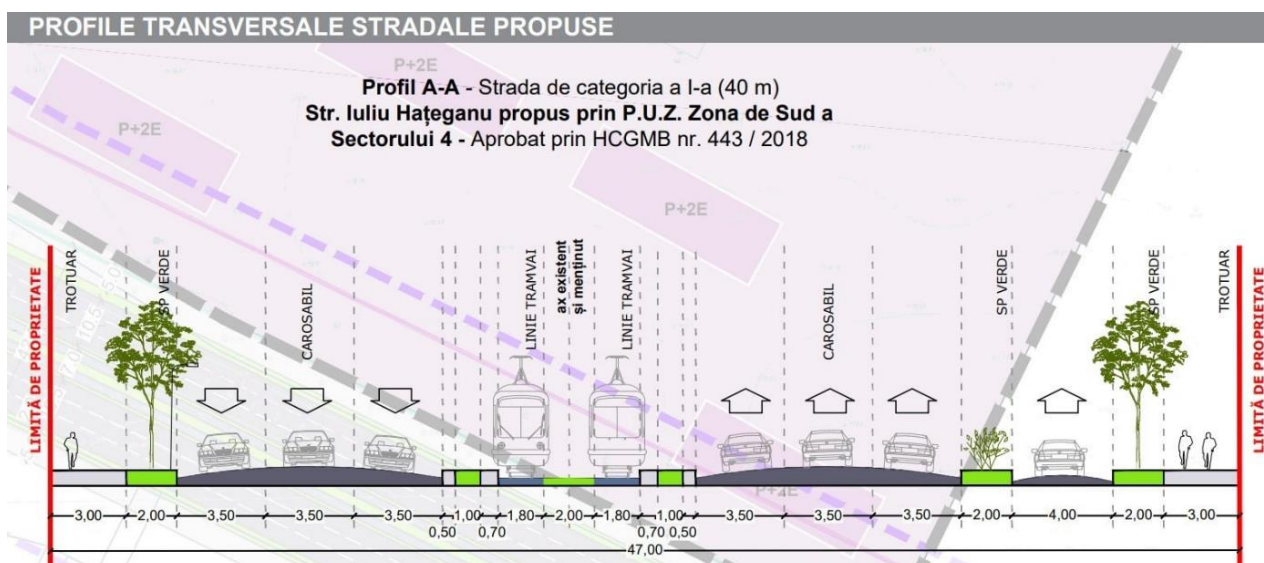 PROFILE TRANSVERSALE STRADALE PROPUSE
P+2E
Profil A-A - Strada de categoria a I-a (40 m)
Str. Iuliu Hațeganu propus prin P.U.Z. Zona de Sud a
Sectorului 4 - Aprobat prin HCGMB nr. 443 / 2018
P+2E
P+2E
LIMITĂ DE PROPRIETATE
TROTUAR
SP VERDE
CAROSABIL
LINIE TRAMVAI
ax existent
și menținut
LINIE TRAMVAI
CAROSABIL
SP VERDE
SP VERDE
TROTUAR
LIMITĂ DE PROPRIETATE
P+4E
3,00 2,00 3,50 3,50 3,50 1,00 1,80 2,00 1,80 1,00 3,50 3,50 3,50 2,00 4,00 2,00 3,00
0,50 0,70 0,70 0,50
47,00